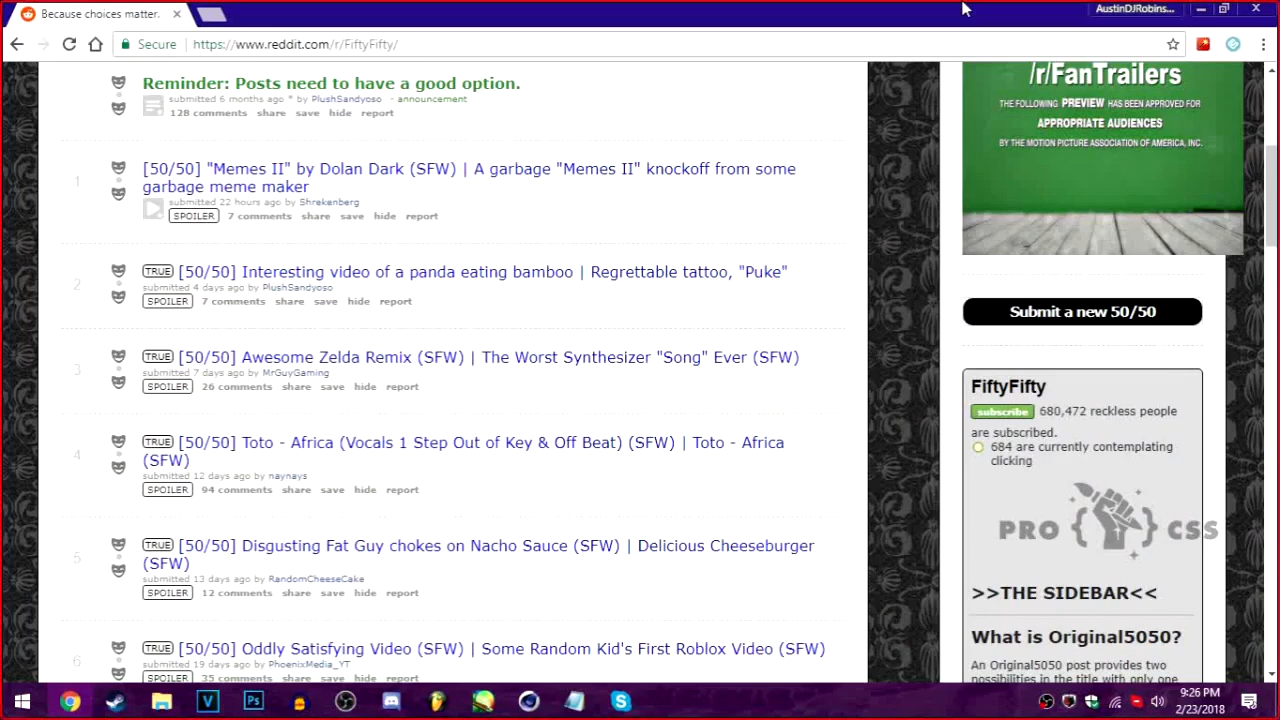 Because choices matter.
AustinDJRobins...
Secure
https://www.reddit.com/r/FiftyFifty/
Reminder: Posts need to have a good option.
submitted 6 months ago * by PlushSandyoso - announcement
128 comments share save hide report
1
[50/50] "Memes II" by Dolan Dark (SFW) | A garbage "Memes II" knockoff from some
garbage meme maker
submitted 22 hours ago by Shrekenberg
SPOILER 7 comments share save hide report
2
TRUE [50/50] Interesting video of a panda eating bamboo | Regrettable tattoo, "Puke"
submitted 4 days ago by PlushSandyoso
SPOILER 7 comments share save hide report
3
TRUE [50/50] Awesome Zelda Remix (SFW) | The Worst Synthesizer "Song" Ever (SFW)
submitted 7 days ago by MrGuyGaming
SPOILER 26 comments share save hide report
4
TRUE [50/50] Toto - Africa (Vocals 1 Step Out of Key & Off Beat) (SFW) | Toto - Africa
(SFW)
submitted 12 days ago by naynays
SPOILER 94 comments share save hide report
5
TRUE [50/50] Disgusting Fat Guy chokes on Nacho Sauce (SFW) | Delicious Cheeseburger
(SFW)
submitted 13 days ago by RandomCheeseCake
SPOILER 12 comments share save hide report
6
TRUE [50/50] Oddly Satisfying Video (SFW) | Some Random Kid's First Roblox Video (SFW)
submitted 19 days ago by PhoenixMedia_YT
SPOILER 35 comments share save hide report
/r/FanTrailers
THE FOLLOWING PREVIEW HAS BEEN APPROVED FOR
APPROPRIATE AUDIENCES
BY THE MOTION PICTURE ASSOCIATION OF AMERICA, INC.
Submit a new 50/50
FiftyFifty
subscribe 680,472 reckless people
are subscribed.
684 are currently contemplating
clicking
PRO { } CSS
>>THE SIDEBAR<<
What is Original5050?
An Original5050 post provides two
possibilities in the title with only one
9:26 PM
2/23/2018